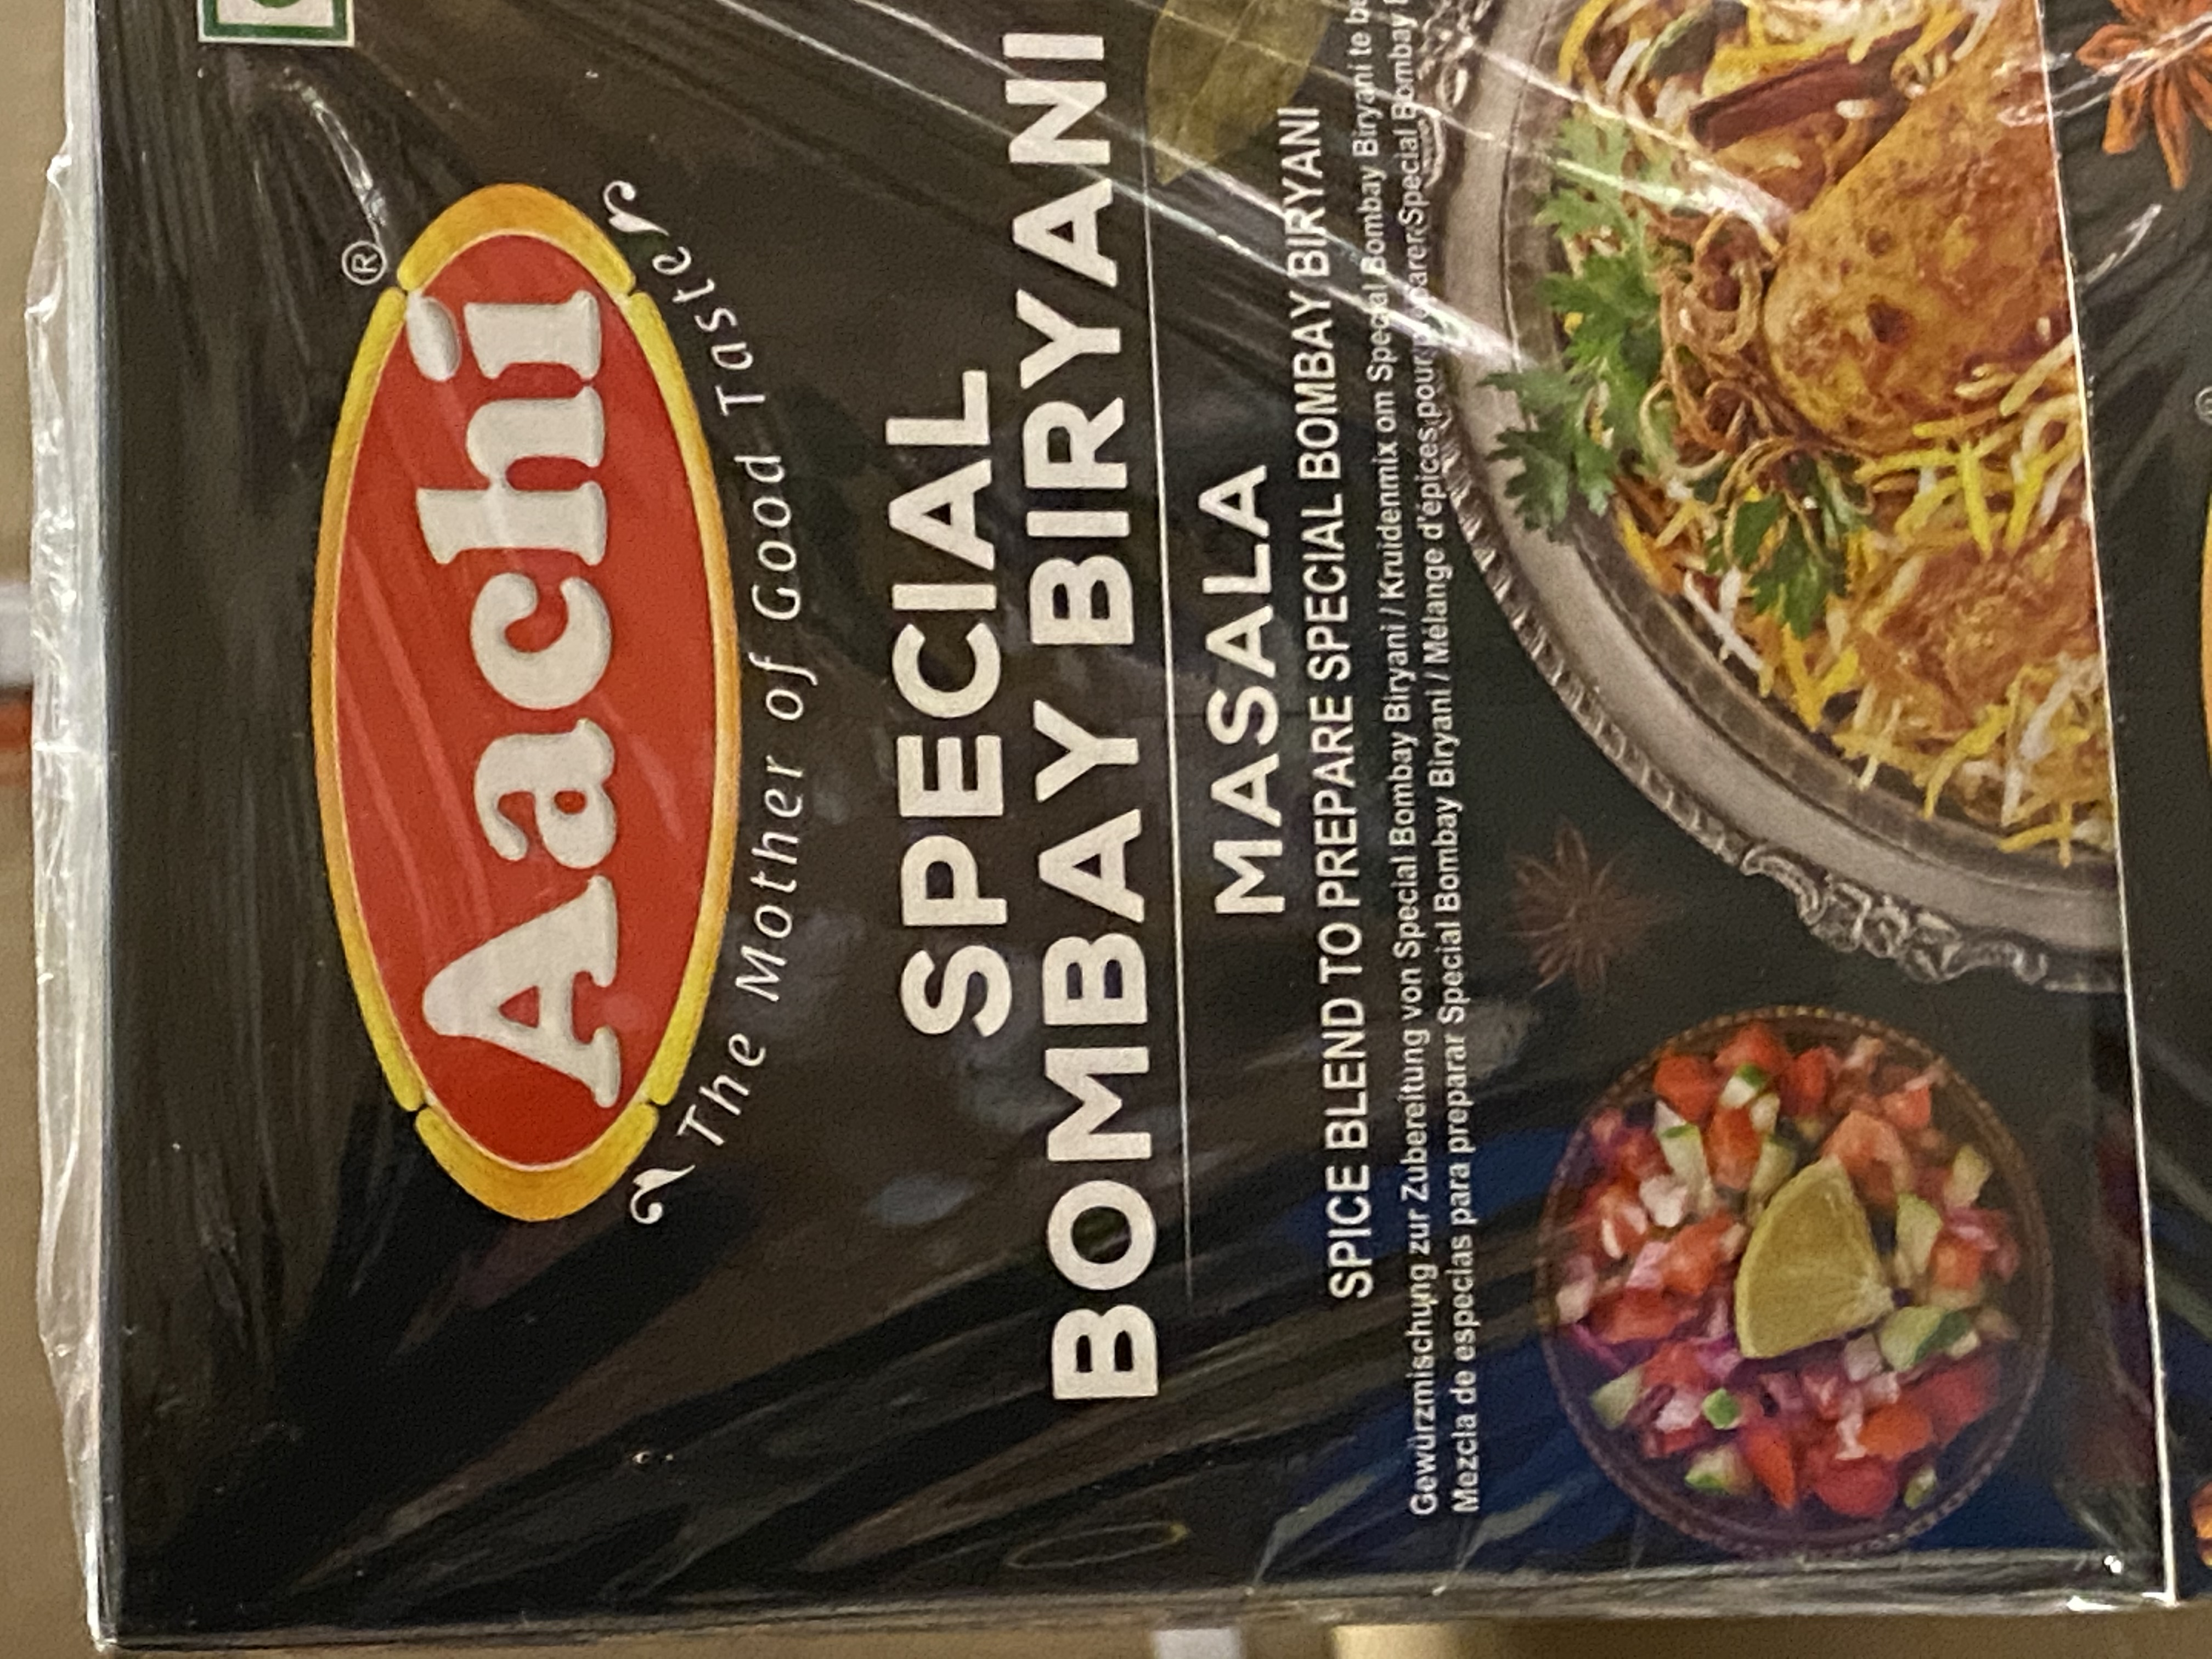 Aachi ®
The Mother of Good Taste
SPECIAL
BOMBAY BIRYANI
MASALA
SPICE BLEND TO PREPARE SPECIAL BOMBAY BIRYANI
Gewürzmischung zur Zubereitung von Special Bombay Biryani / Kruidenmix om Special Bombay Biryani te
Mezcla de especias para preparar Special Bombay Biryani / Mélange d'épices pour préparer Special Bombay